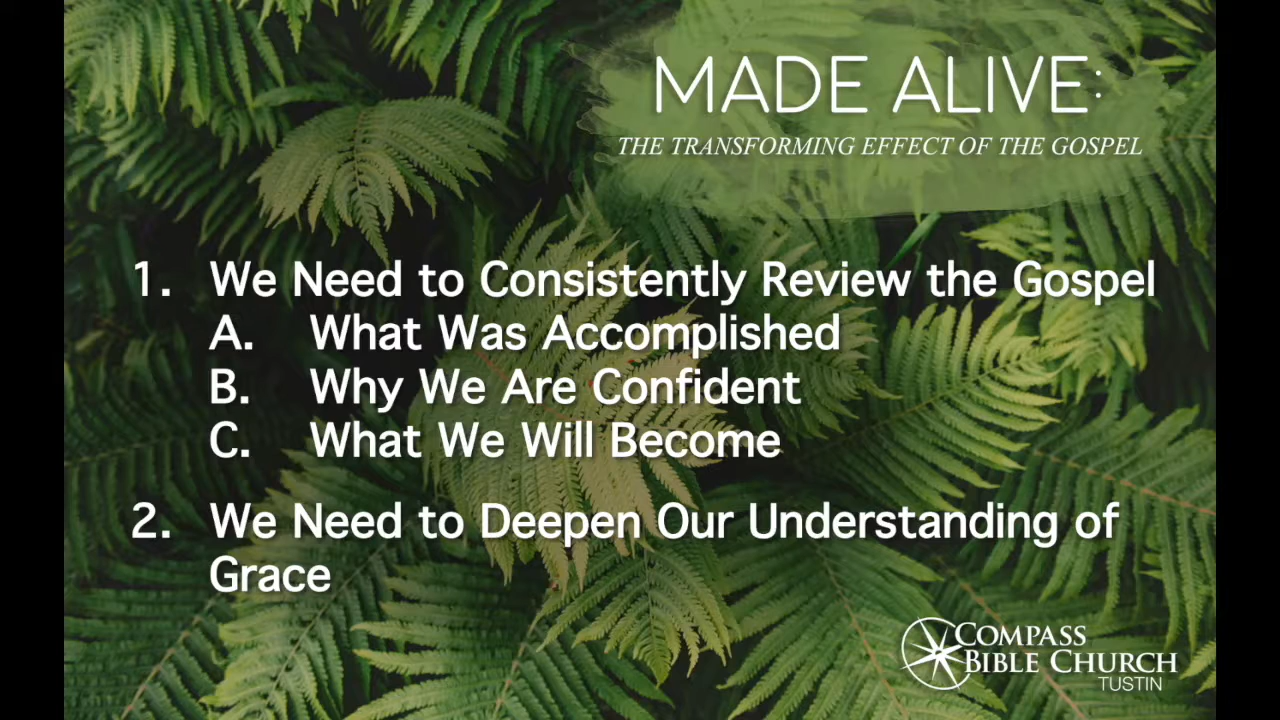 MADE ALIVE:
THE TRANSFORMING EFFECT OF THE GOSPEL
1. We Need to Consistently Review the Gospel
A. What Was Accomplished
B. Why We Are Confident
C. What We Will Become
2. We Need to Deepen Our Understanding of
Grace
COMPASS
BIBLE CHURCH
TUSTIN